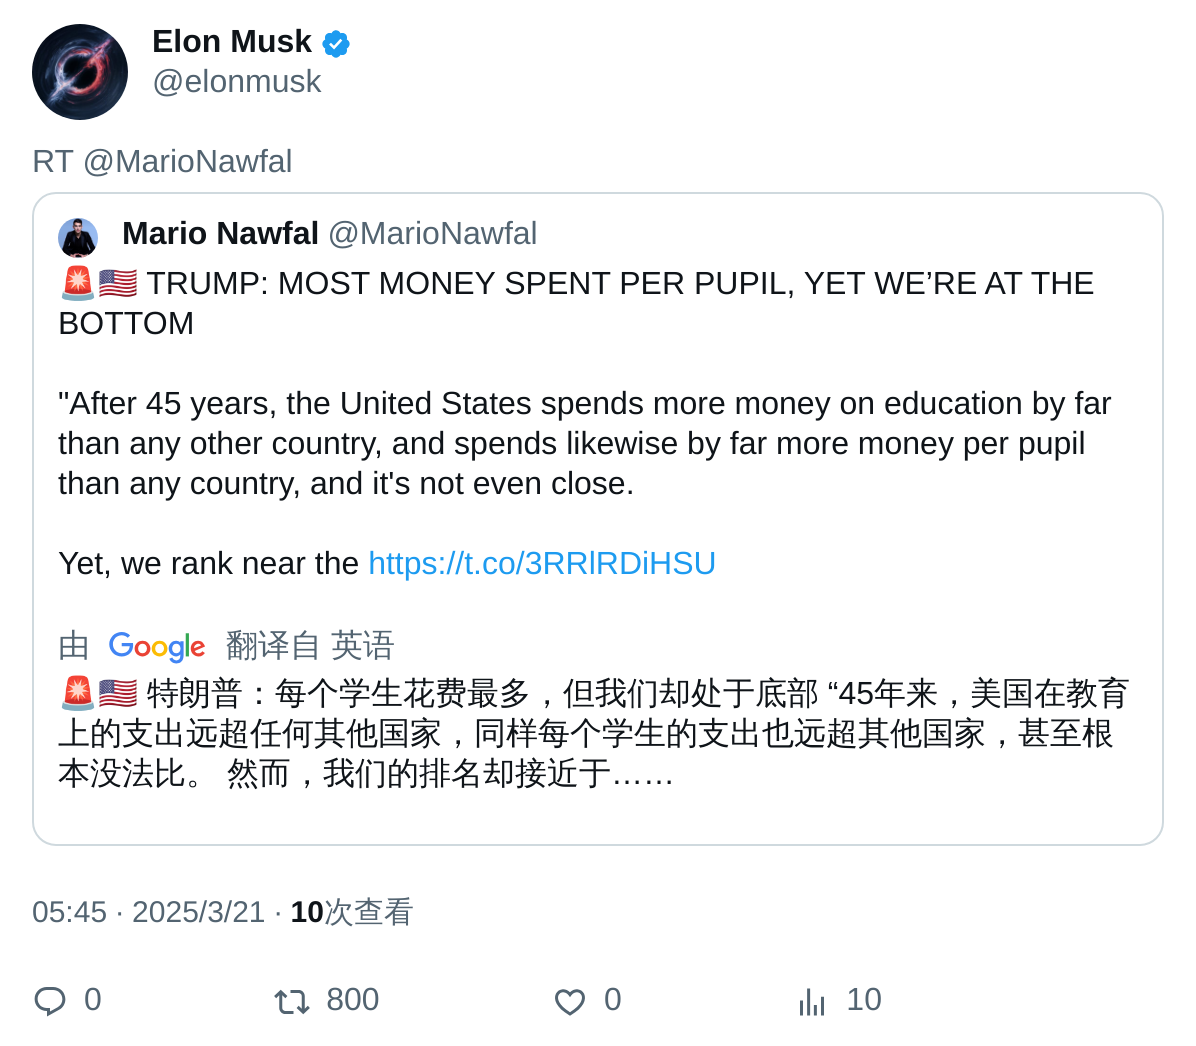 Elon Musk
@elonmusk
RT @MarioNawfal
Mario Nawfal @MarioNawfal
🚨🇺🇸 TRUMP: MOST MONEY SPENT PER PUPIL, YET WE’RE AT THE
BOTTOM
"After 45 years, the United States spends more money on education by far
than any other country, and spends likewise by far more money per pupil
than any country, and it's not even close.
Yet, we rank near the https://t.co/3RRlRDiHSU
由 Google 翻译自 英语
🚨🇺🇸 特朗普：每个学生花费最多，但我们却处于底部 “45年来，美国在教育
上的支出远超任何其他国家，同样每个学生的支出也远超其他国家，甚至根
本没法比。 然而，我们的排名却接近于……
05:45 · 2025/3/21 · 10次查看
0 800 0 10